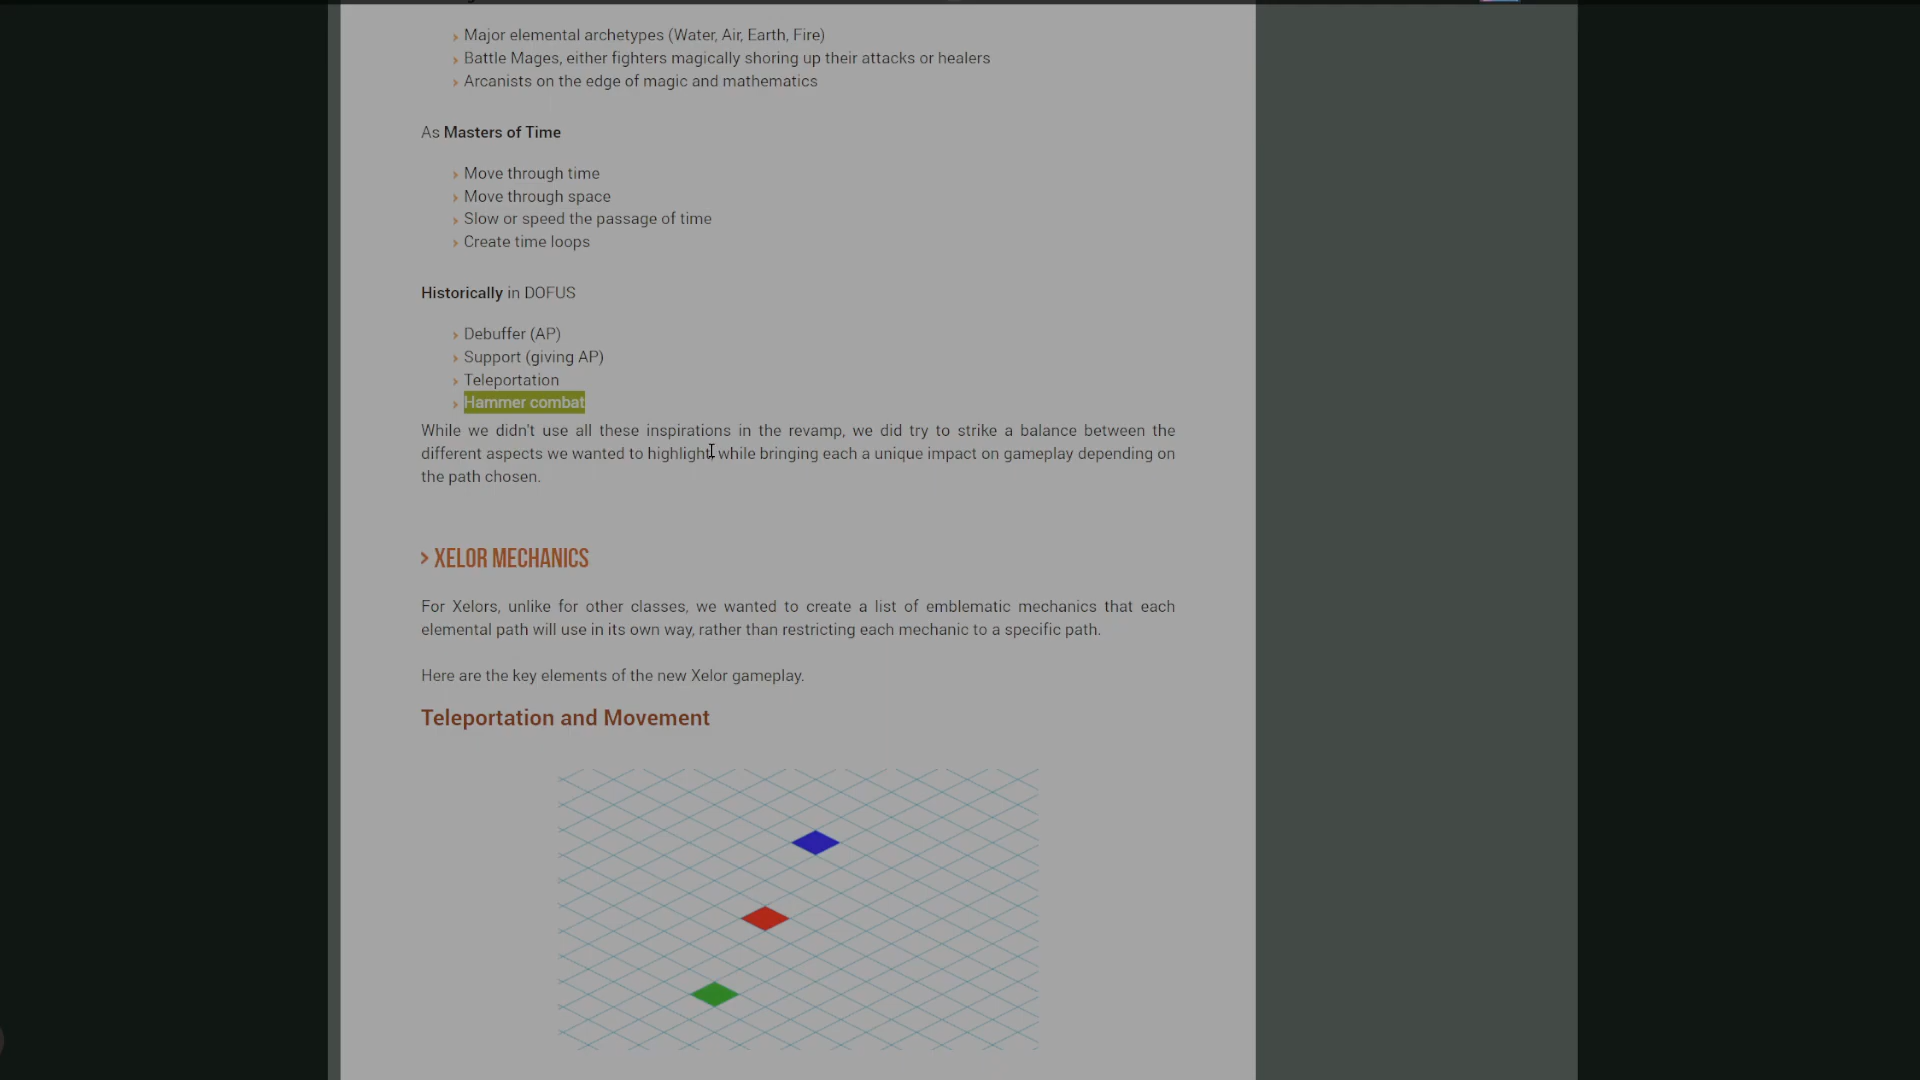 Major elemental archetypes (Water, Air, Earth, Fire)
Battle Mages, either fighters magically shoring up their attacks or healers
Arcanists on the edge of magic and mathematics
As Masters of Time
Move through time
Move through space
Slow or speed the passage of time
Create time loops
Historically in DOFUS
Debuffer (AP)
Support (giving AP)
Teleportation
Hammer combat
While we didn't use all these inspirations in the revamp, we did try to strike a balance between the
different aspects we wanted to highlight, while bringing each a unique impact on gameplay depending on
the path chosen.
> XELOR MECHANICS
For Xelors, unlike for other classes, we wanted to create a list of emblematic mechanics that each
elemental path will use in its own way, rather than restricting each mechanic to a specific path.
Here are the key elements of the new Xelor gameplay.
Teleportation and Movement